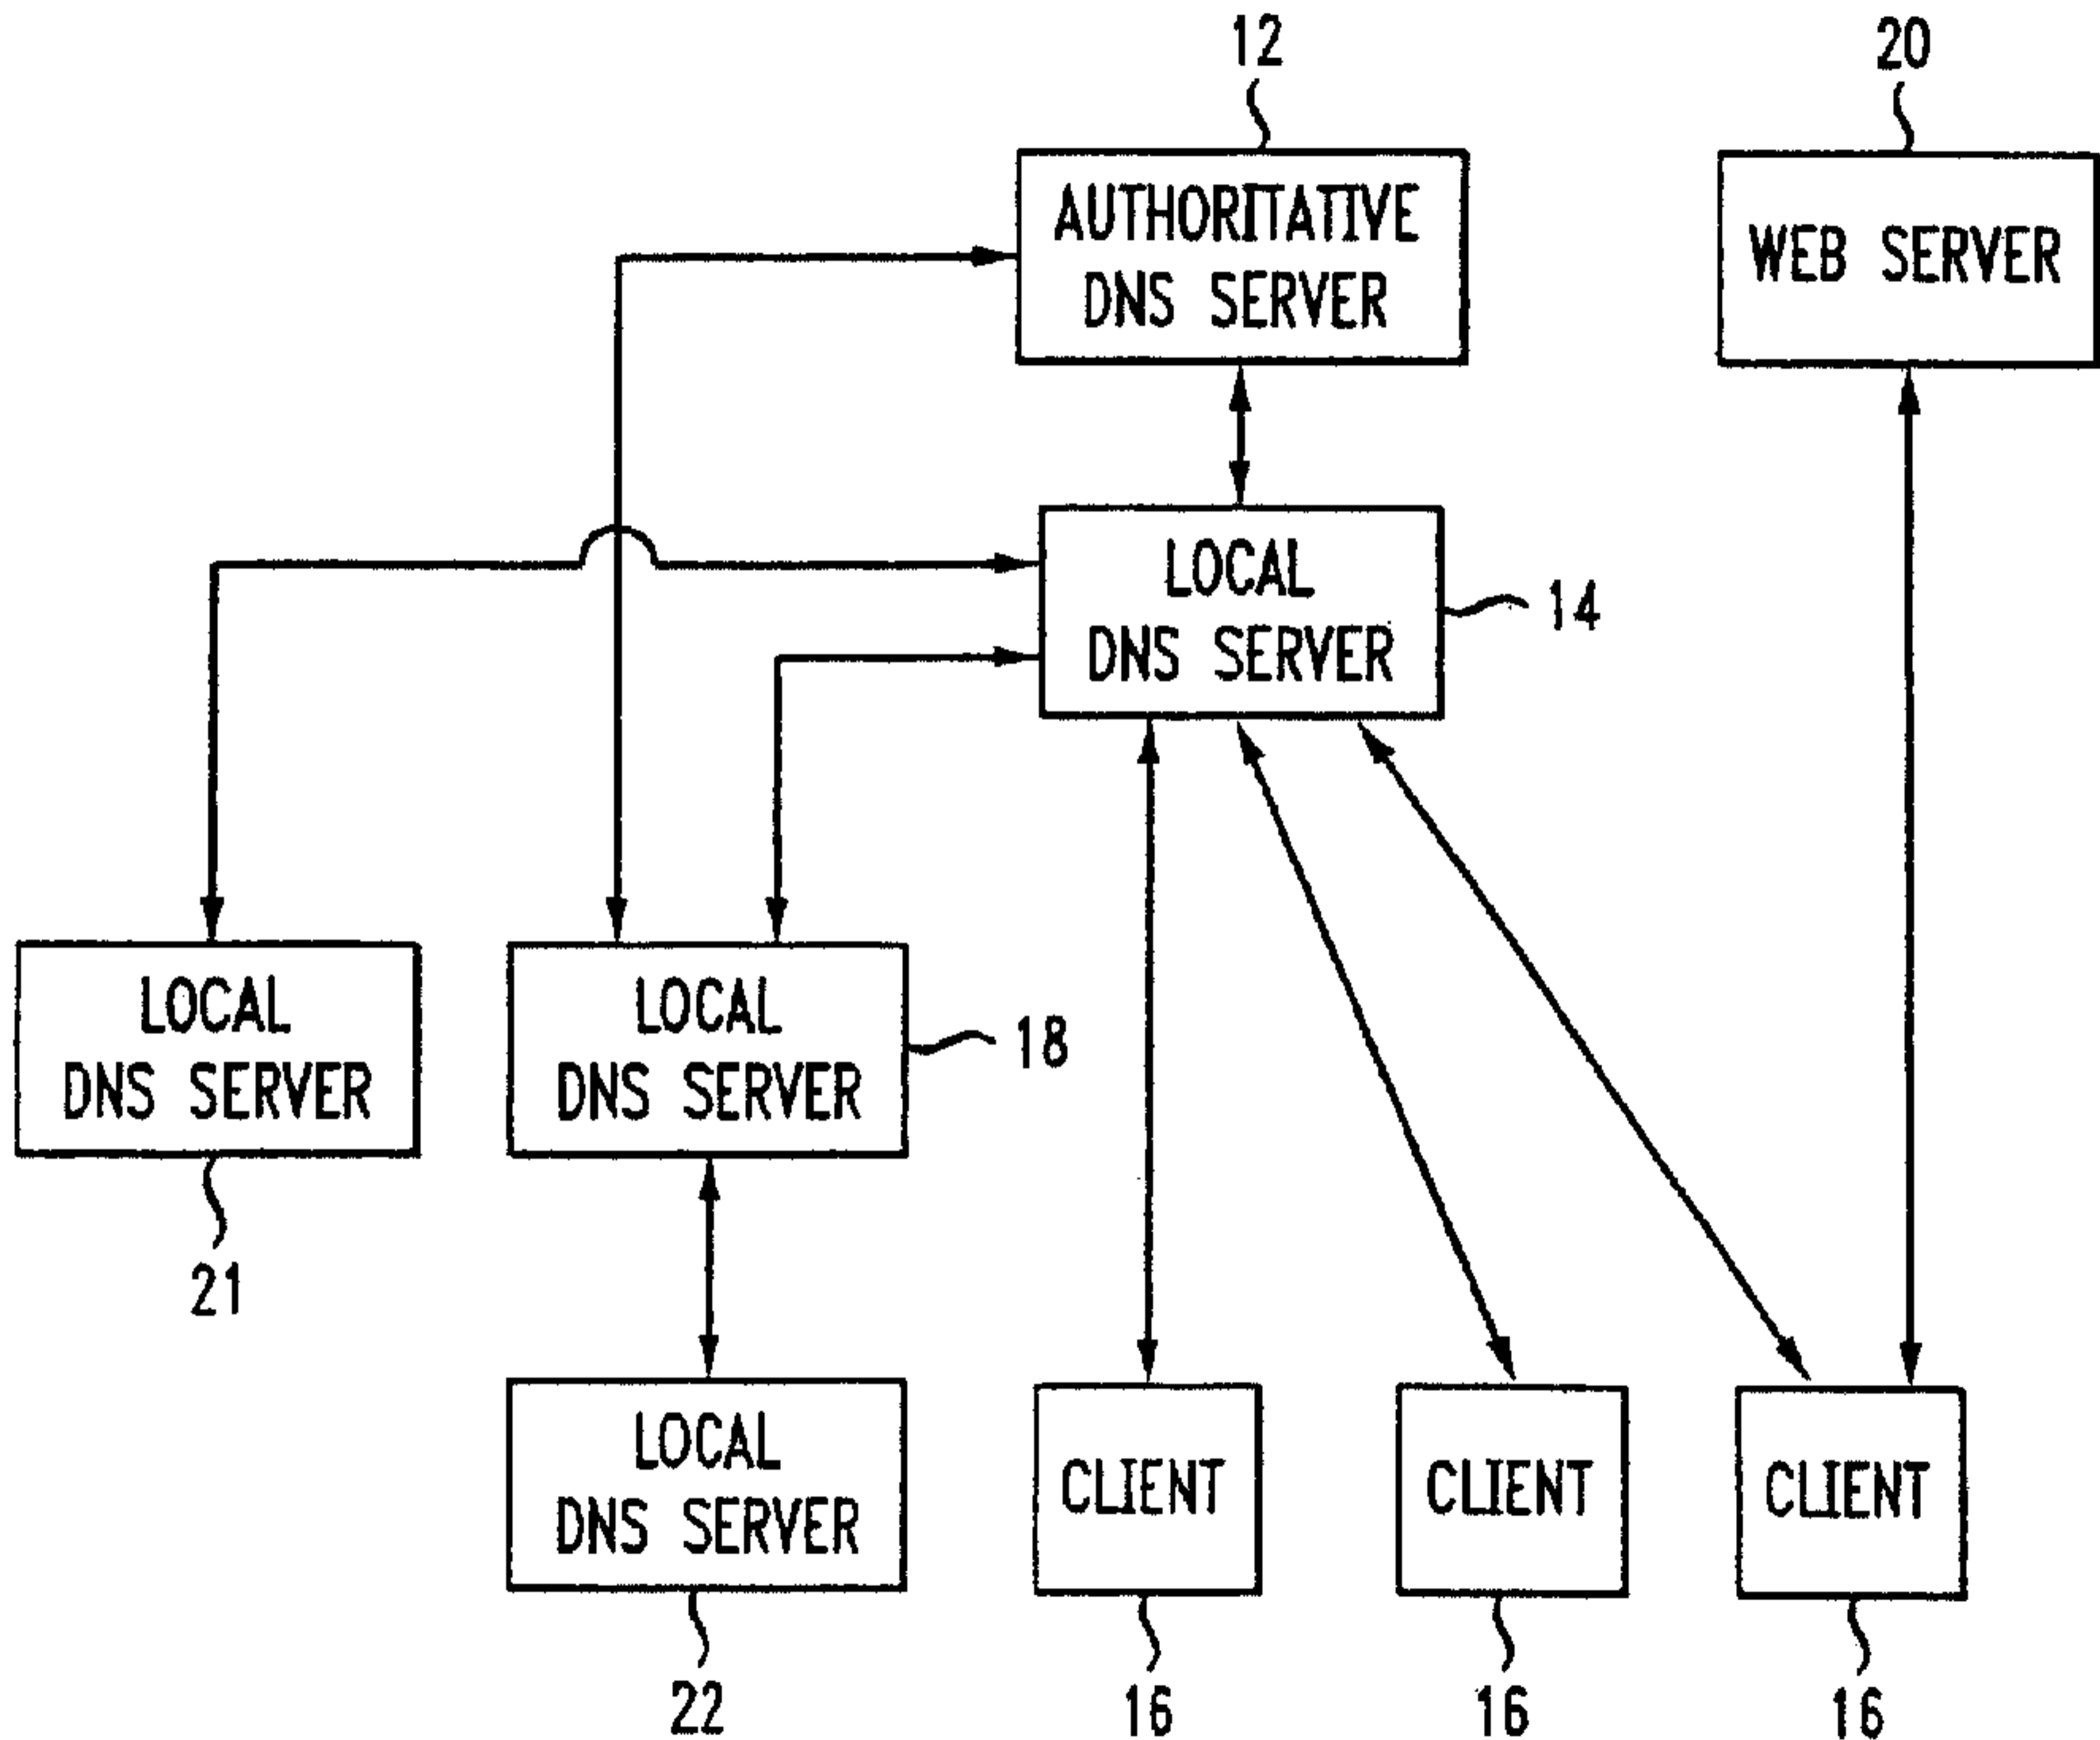 12
20
AUTHORITATIVE
DNS SERVER
WEB SERVER
LOCAL
DNS SERVER
14
LOCAL
DNS SERVER
21
LOCAL
DNS SERVER
18
LOCAL
DNS SERVER
22
CLIENT
16
CLIENT
16
CLIENT
16